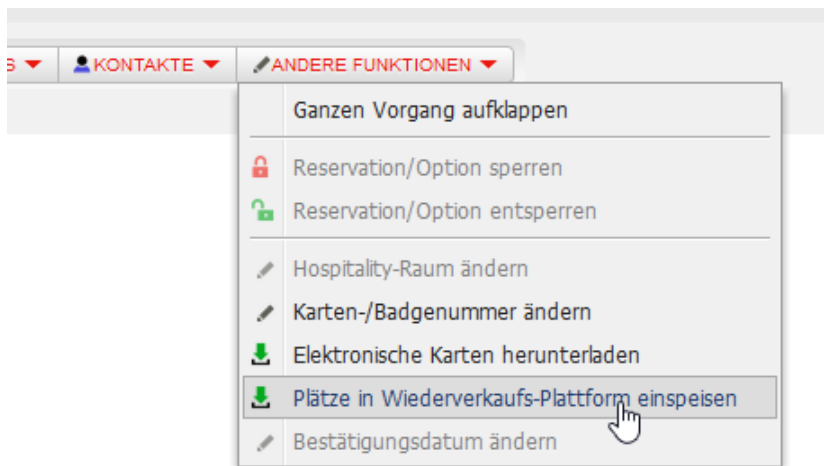 KONTAKTE ANDERE FUNKTIONEN
Ganzen Vorgang aufklappen
Reservation/Option sperren
Reservation/Option entsperren
Hospitality-Raum ändern
Karten-/Badgenummer ändern
Elektronische Karten herunterladen
Plätze in Wiederverkaufs-Plattform einspeisen
Bestätigungsdatum ändern